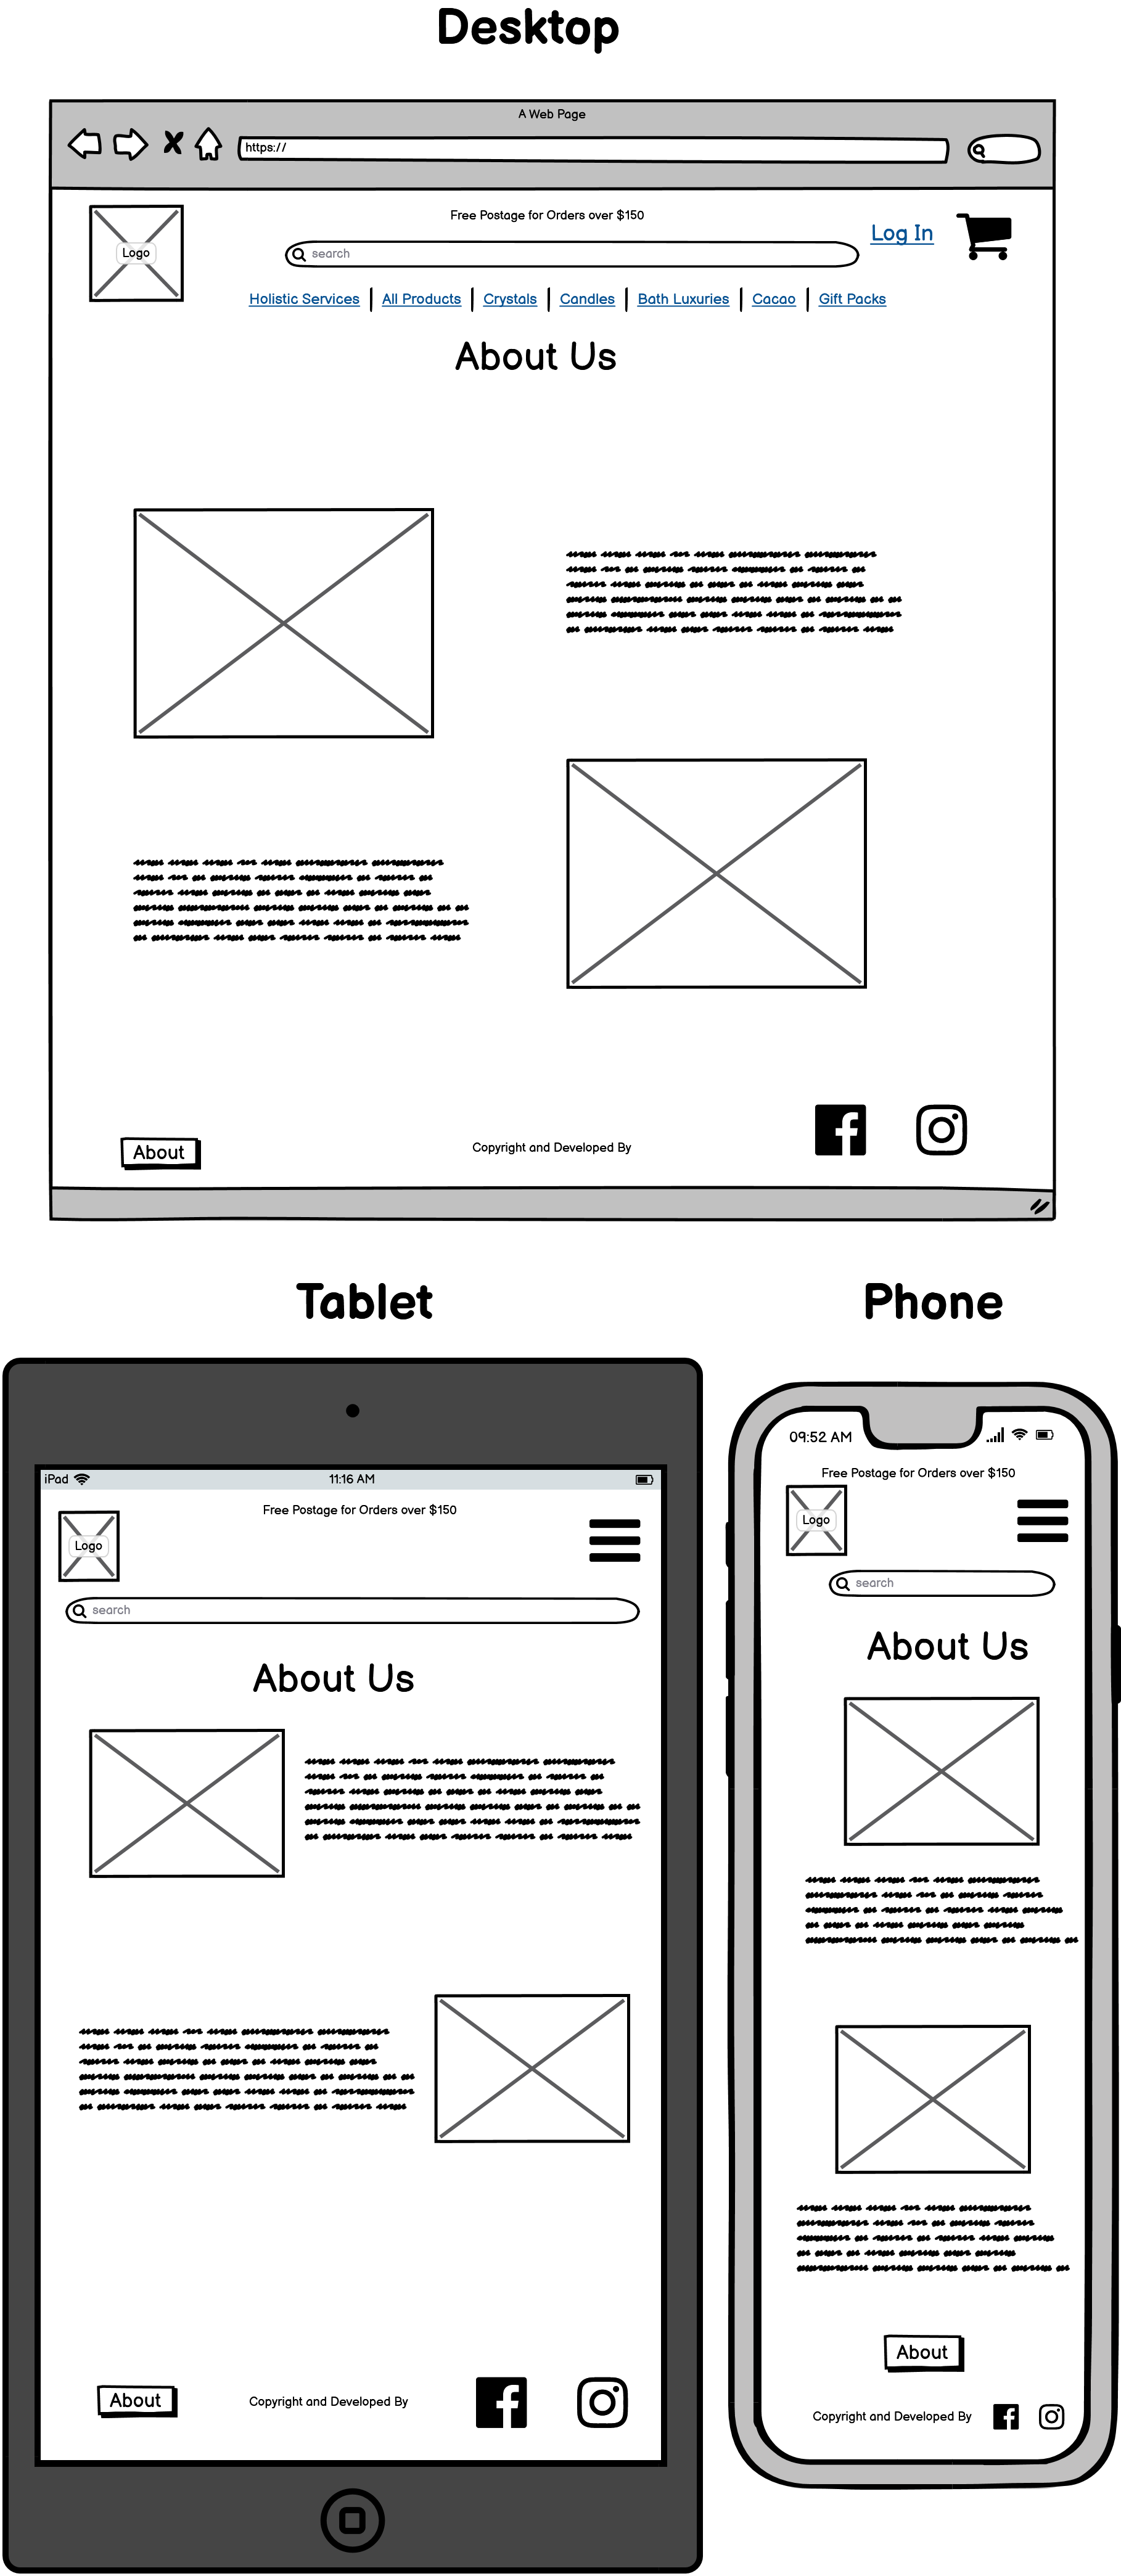 Desktop
A Web Page
https://
Logo
Free Postage for Orders over $150
search
Log In
Holistic Services | All Products | Crystals | Candles | Bath Luxuries | Cacao | Gift Packs
About Us
About
Copyright and Developed By
Tablet
iPad
11:16 AM
Free Postage for Orders over $150
Logo
search
About Us
About
Copyright and Developed By
Phone
09:52 AM
Free Postage for Orders over $150
Logo
search
About Us
About
Copyright and Developed By